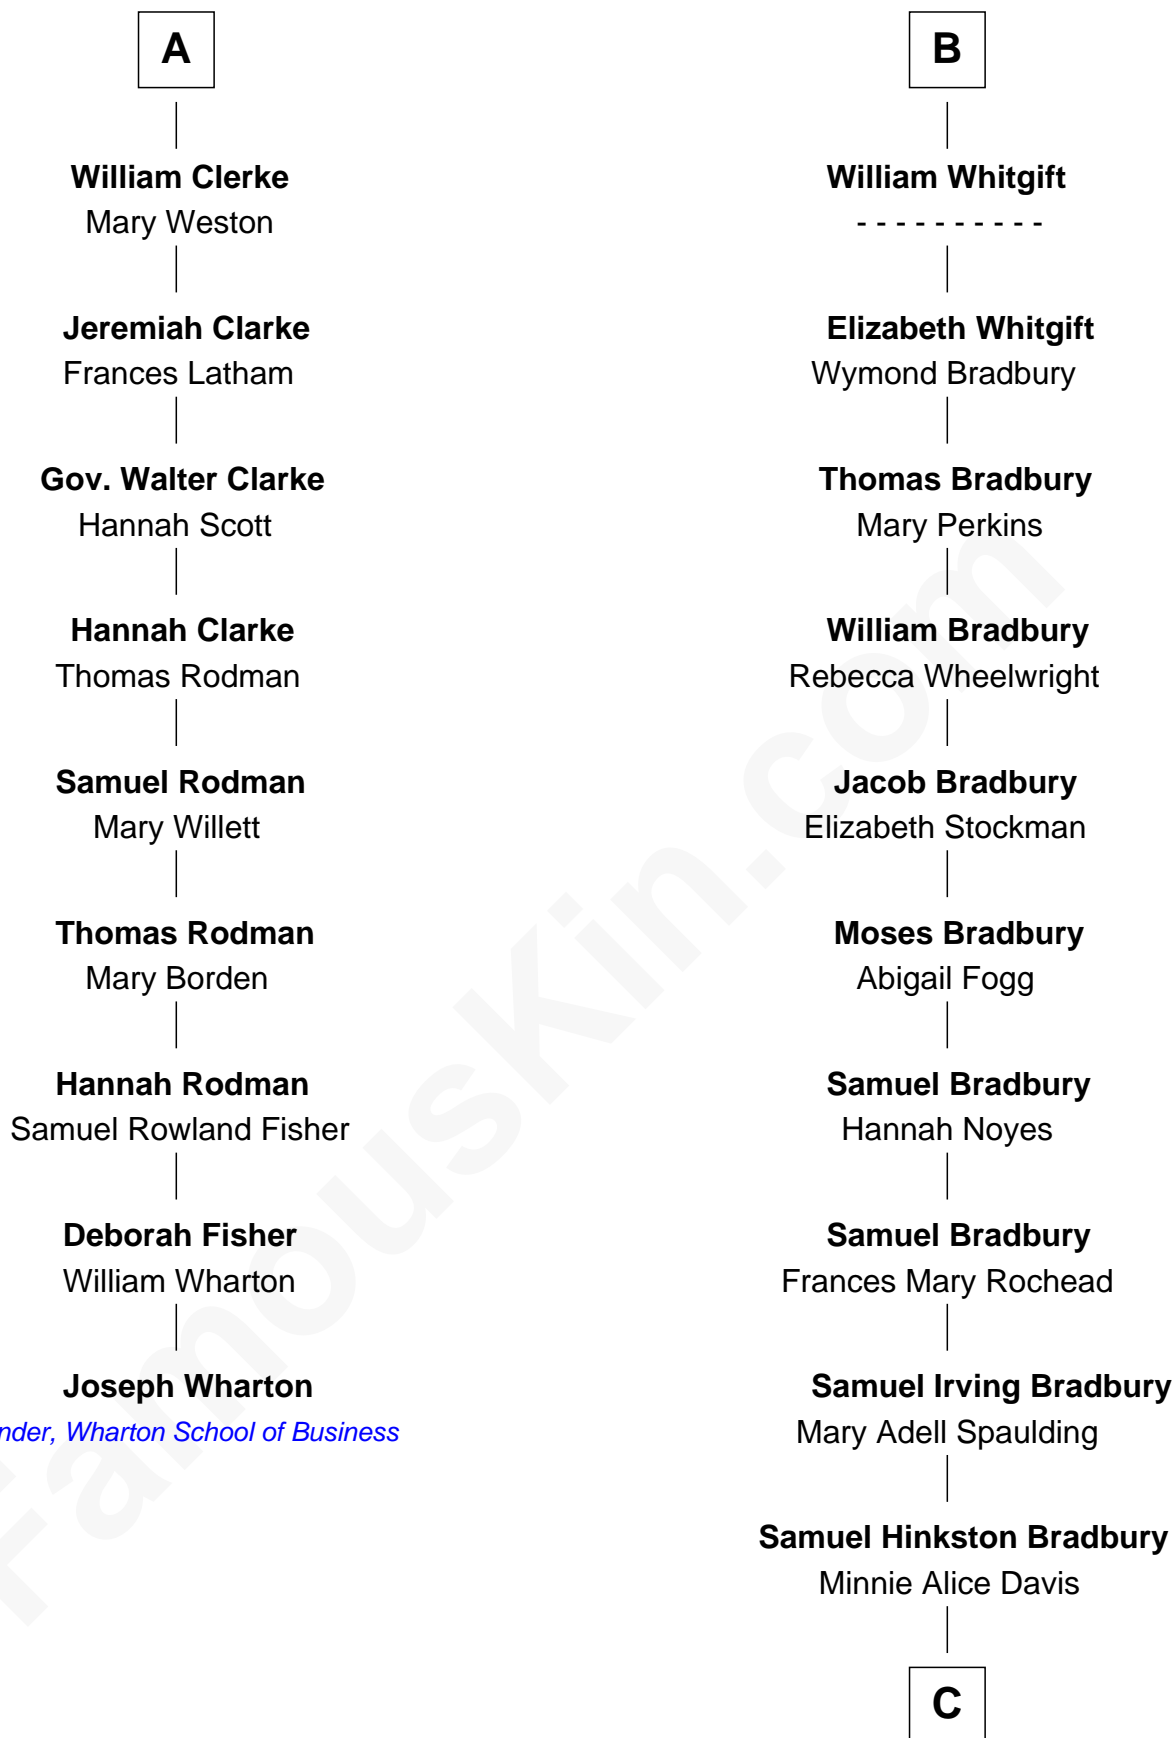 A
William Clerke
Mary Weston
Jeremiah Clarke
Frances Latham
Gov. Walter Clarke
Hannah Scott
Hannah Clarke
Thomas Rodman
Samuel Rodman
Mary Willett
Thomas Rodman
Mary Borden
Hannah Rodman
Samuel Rowland Fisher
Deborah Fisher
William Wharton
Joseph Wharton
nder, Wharton School of Business
B
William Whitgift
- - - - - - - - - -
Elizabeth Whitgift
Wymond Bradbury
Thomas Bradbury
Mary Perkins
William Bradbury
Rebecca Wheelwright
Jacob Bradbury
Elizabeth Stockman
Moses Bradbury
Abigail Fogg
Samuel Bradbury
Hannah Noyes
Samuel Bradbury
Frances Mary Rochead
Samuel Irving Bradbury
Mary Adell Spaulding
Samuel Hinkston Bradbury
Minnie Alice Davis
C
FamousKin.com